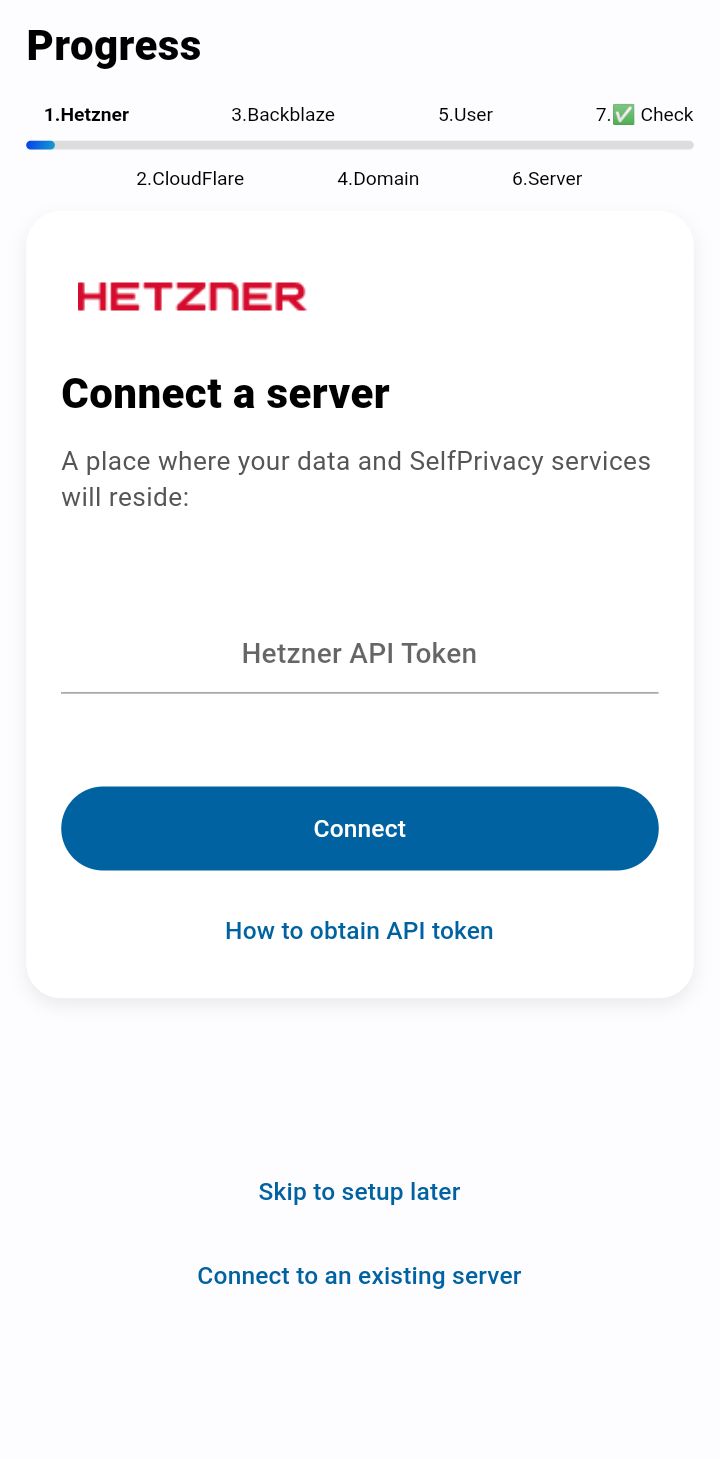 Progress
1.Hetzner 3.Backblaze 5.User 7.✅ Check
2.CloudFlare 4.Domain 6.Server
HETZNER
Connect a server
A place where your data and SelfPrivacy services
will reside:
Hetzner API Token
Connect
How to obtain API token
Skip to setup later
Connect to an existing server